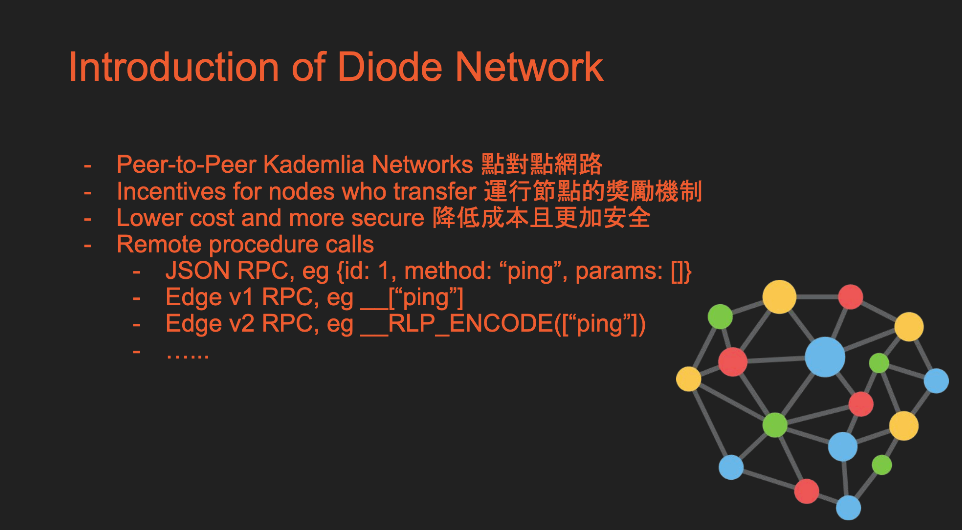 Introduction of Diode Network
- Peer-to-Peer Kademlia Networks 點對點網路
- Incentives for nodes who transfer 運行節點的獎勵機制
- Lower cost and more secure 降低成本且更加安全
- Remote procedure calls
- JSON RPC, eg {id: 1, method: “ping”, params: []}
- Edge v1 RPC, eg __[“ping”]
- Edge v2 RPC, eg __RLP_ENCODE([“ping”])
- …...